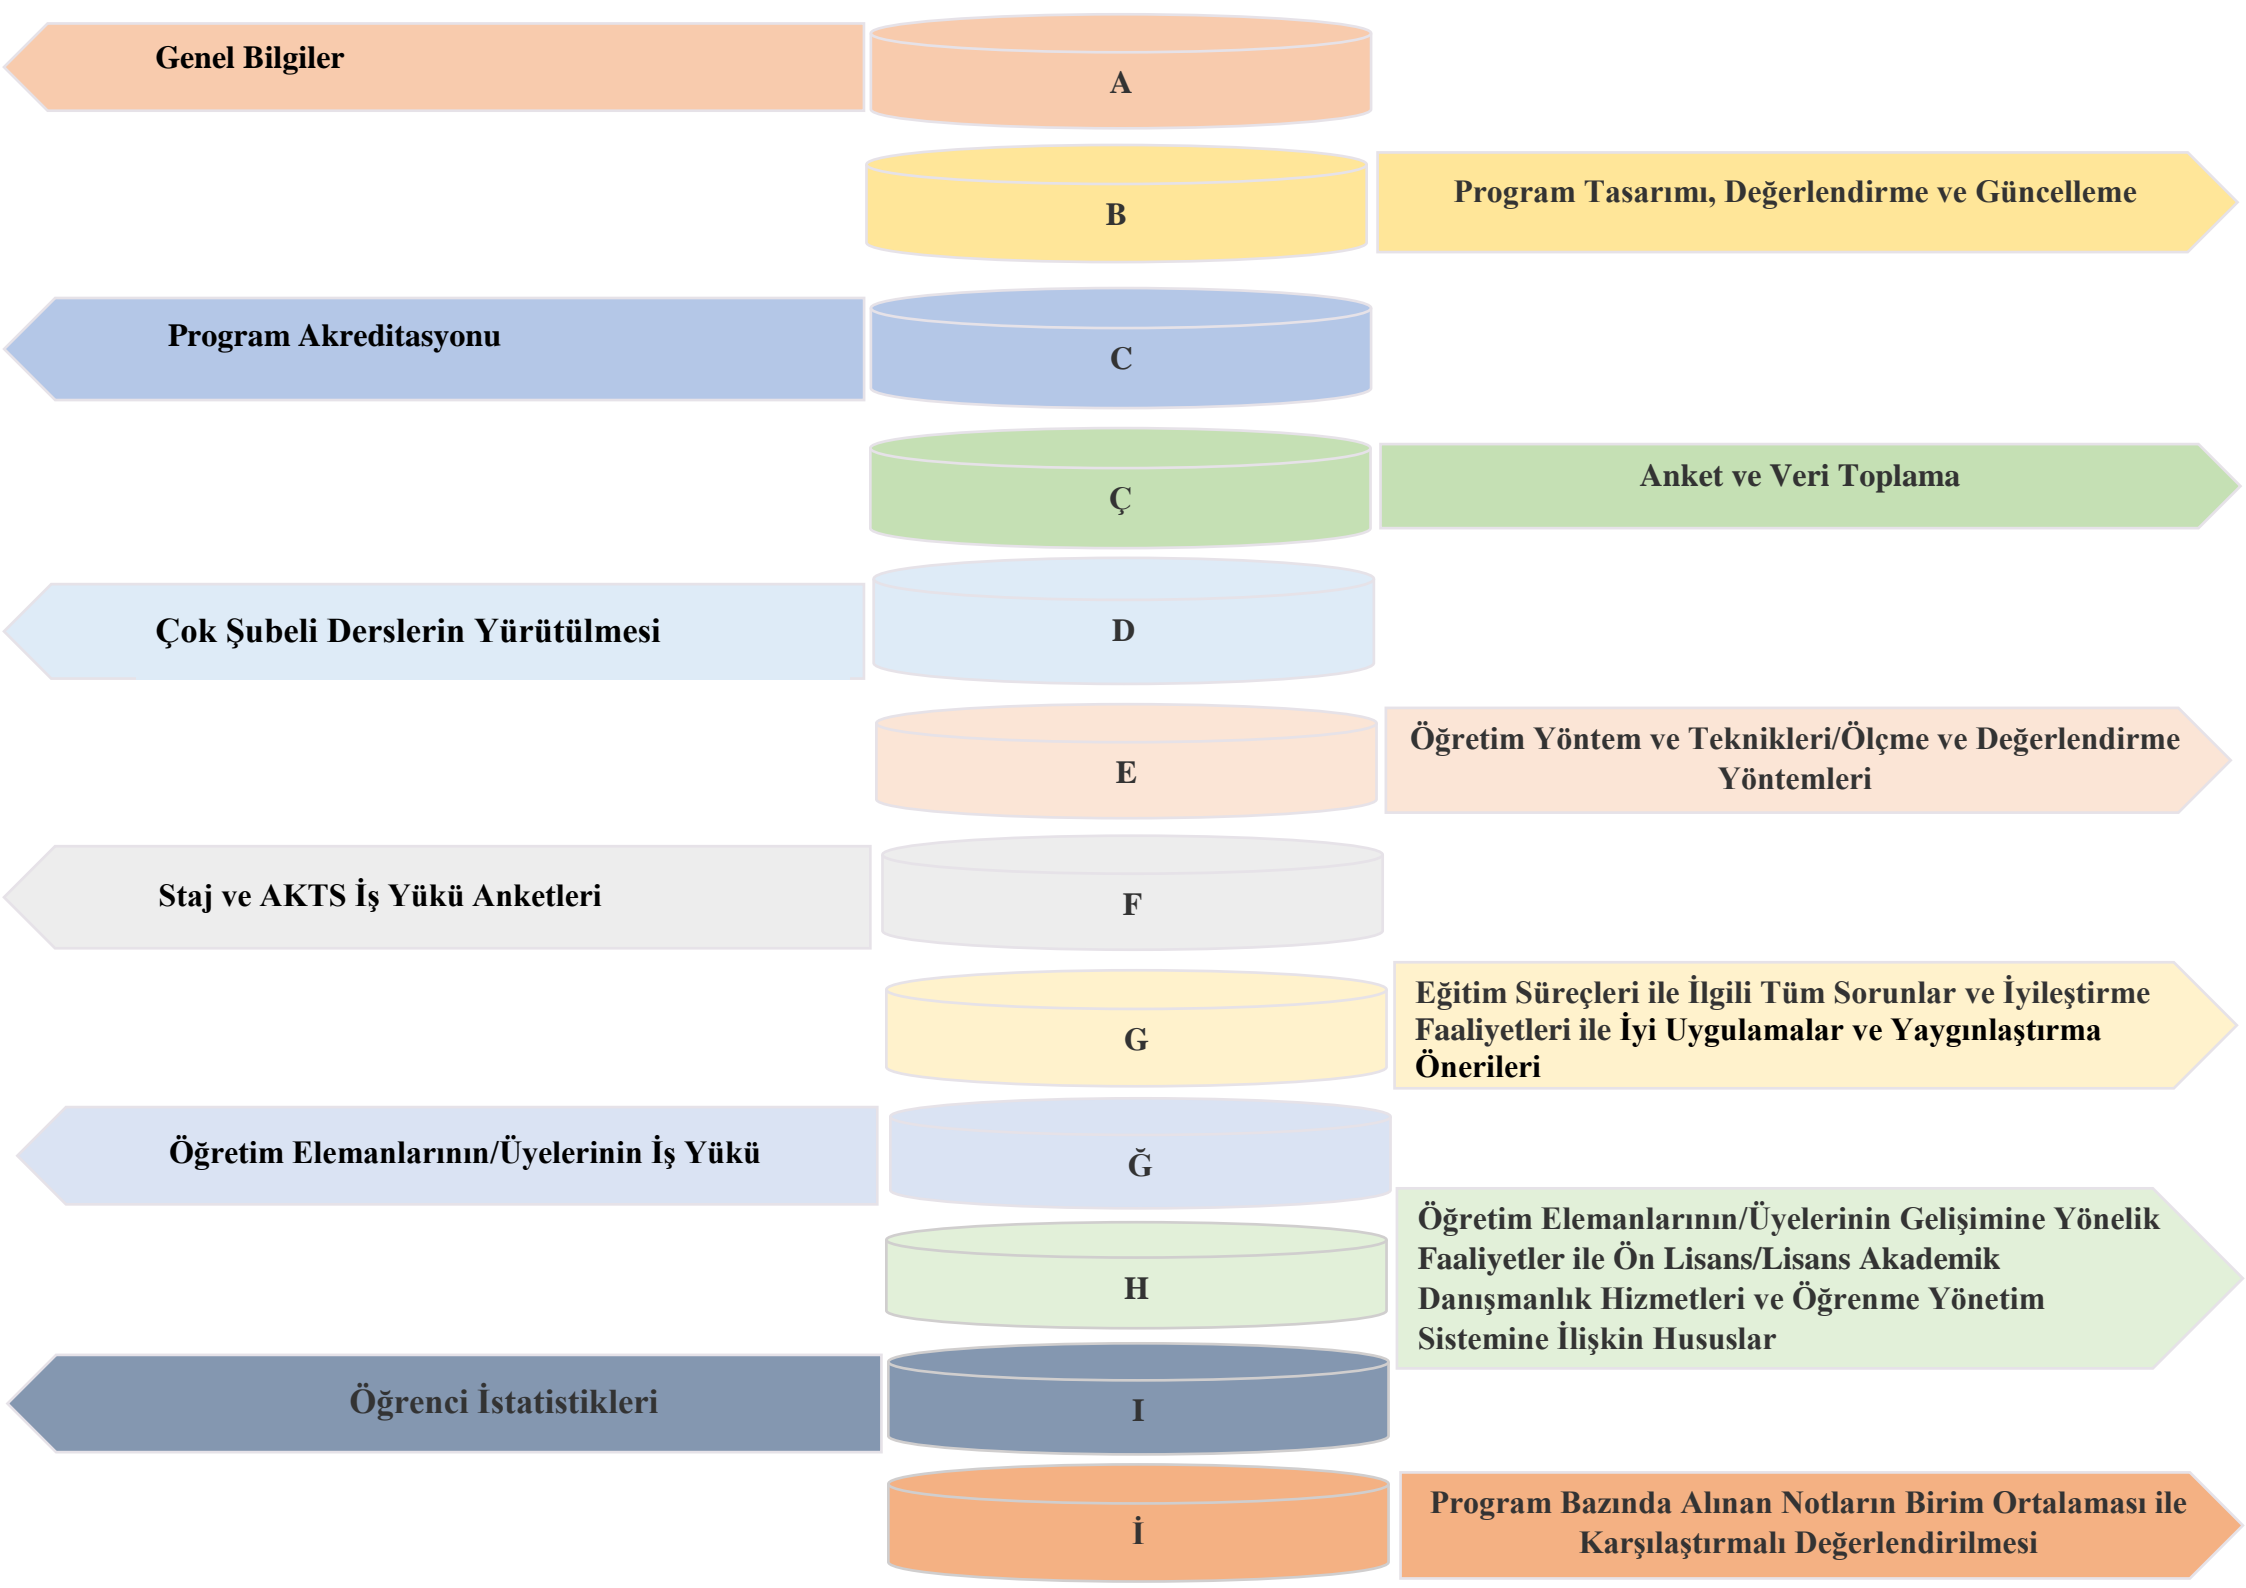 Genel Bilgiler
A
B
Program Tasarımı, Değerlendirme ve Güncelleme
Program Akreditasyonu
C
Ç
Anket ve Veri Toplama
Çok Şubeli Derslerin Yürütülmesi
D
E
Öğretim Yöntem ve Teknikleri/Ölçme ve Değerlendirme
Yöntemleri
Staj ve AKTS İş Yükü Anketleri
F
G
Eğitim Süreçleri ile İlgili Tüm Sorunlar ve İyileştirme
Faaliyetleri ile İyi Uygulamalar ve Yaygınlaştırma
Önerileri
Öğretim Elemanlarının/Üyelerinin İş Yükü
Ğ
H
Öğretim Elemanlarının/Üyelerinin Gelişimine Yönelik
Faaliyetler ile Ön Lisans/Lisans Akademik
Danışmanlık Hizmetleri ve Öğrenme Yönetim
Sistemine İlişkin Hususlar
Öğrenci İstatistikleri
I
İ
Program Bazında Alınan Notların Birim Ortalaması ile
Karşılaştırmalı Değerlendirilmesi